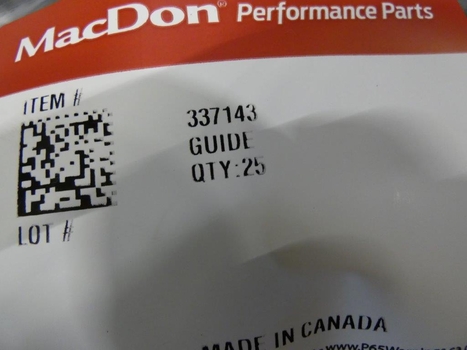 MacDon® Performance Parts
ITEM #
337143
GUIDE
QTY:25
LOT #
MADE IN CANADA